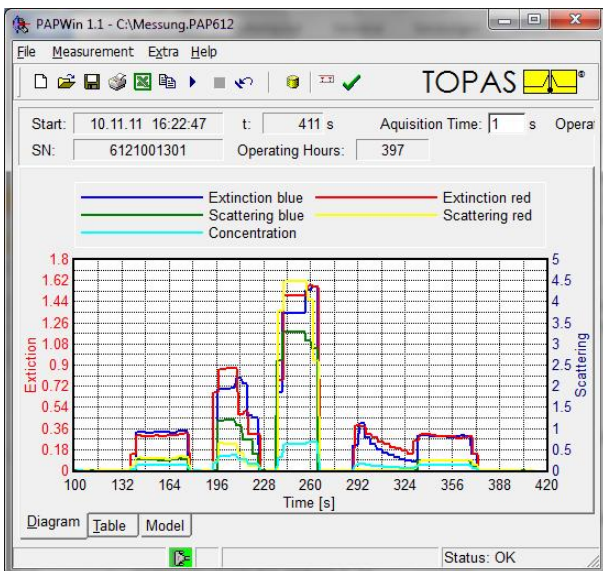 PAPWin 1.1 - C:\Messung.PAP612
File Measurement Extra Help
TOPAS
Start: 10.11.11 16:22:47 t: 411 s Aquisition Time: 1 s Opera
SN: 6121001301 Operating Hours: 397
Extinction blue Extinction red
Scattering blue Scattering red
Concentration
1.8 5
1.62 4.5
1.44 4
1.26 3.5
1.08 3
0.9 2.5
0.72 2
0.54 1.5
0.36 1
0.18 0.5
0 0
Extiction
Scattering
100 132 164 196 228 260 292 324 356 388 420
Time [s]
Diagram Table Model
Status: OK